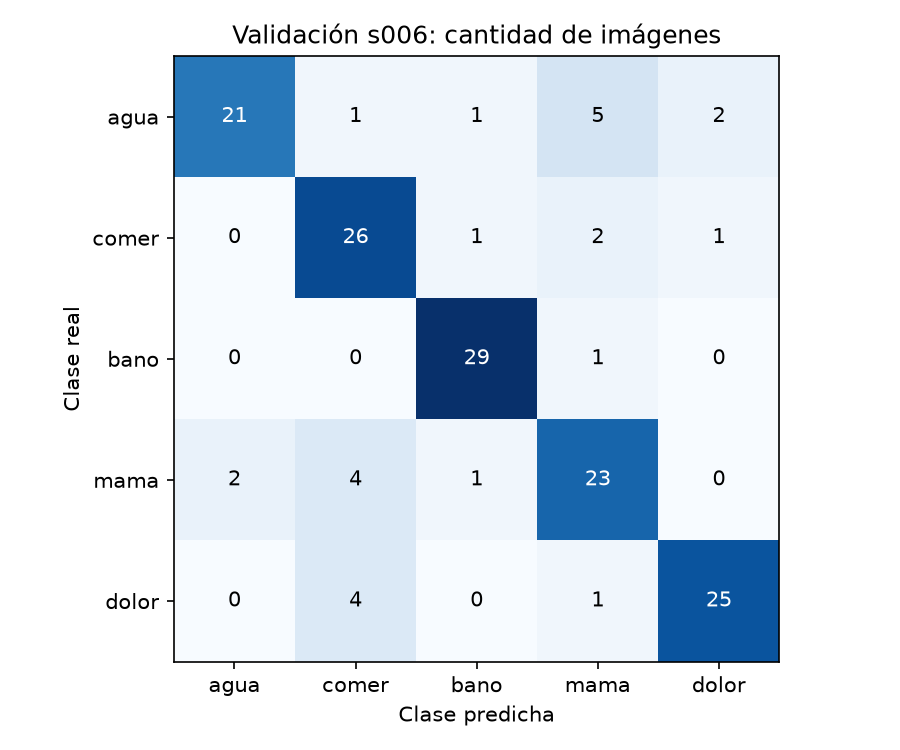 Validación s006: cantidad de imágenes
agua 21 1 1 5 2
comer 0 26 1 2 1
bano 0 0 29 1 0
mama 2 4 1 23 0
dolor 0 4 0 1 25
agua comer bano mama dolor
Clase real
Clase predicha